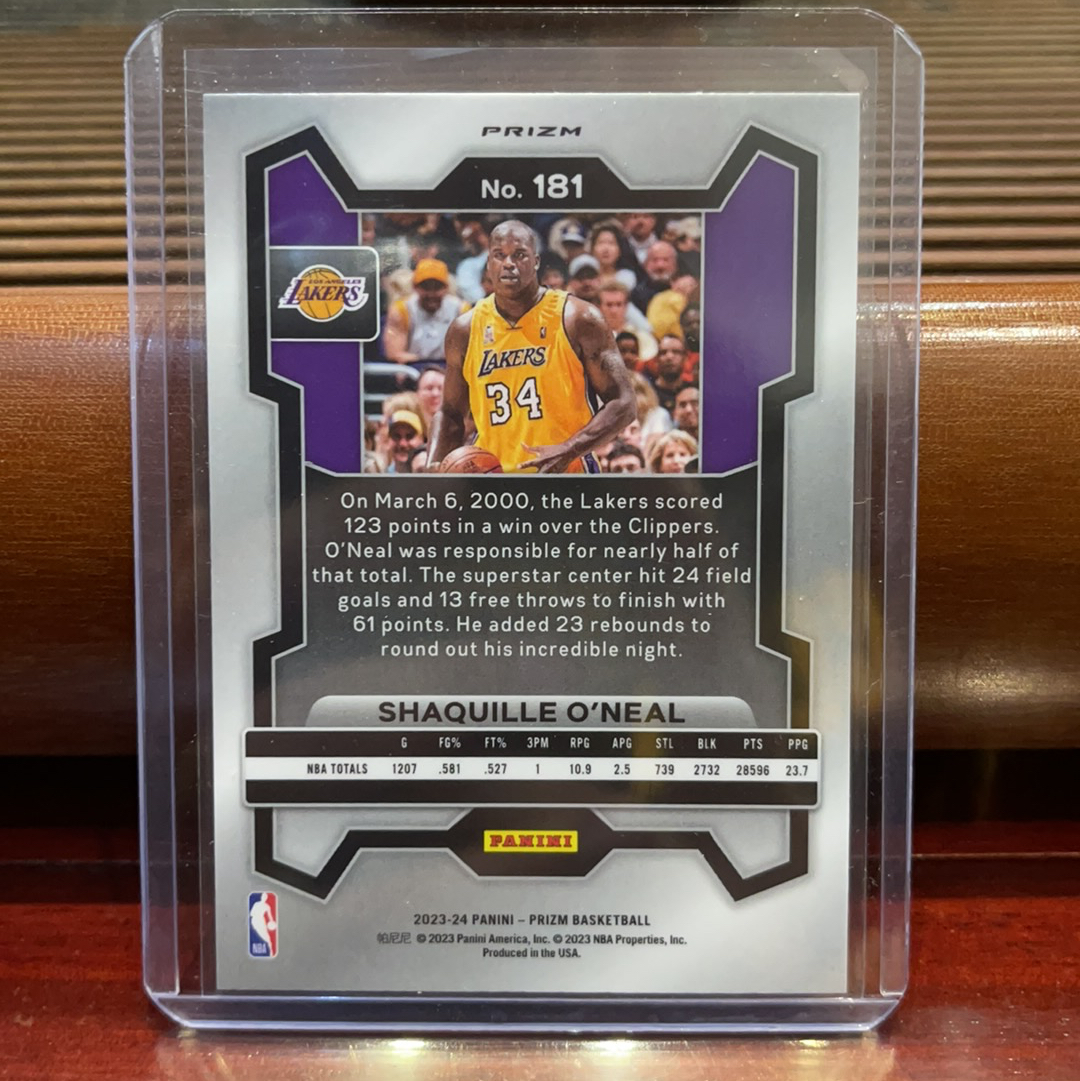 PRIZM
No. 181
LOS ANGELES
LAKERS
LAKERS
34
On March 6, 2000, the Lakers scored
123 points in a win over the Clippers.
O'Neal was responsible for nearly half of
that total. The superstar center hit 24 field
goals and 13 free throws to finish with
61 points. He added 23 rebounds to
round out his incredible night.
SHAQUILLE O'NEAL
G FG% FT% 3PM RPG APG STL BLK PTS PPG
NBA TOTALS 1207 .581 .527 1 10.9 2.5 739 2732 28596 23.7
PANINI
NBA
2023-24 PANINI – PRIZM BASKETBALL
帕尼尼 © 2023 Panini America, Inc. © 2023 NBA Properties, Inc.
Produced in the USA.